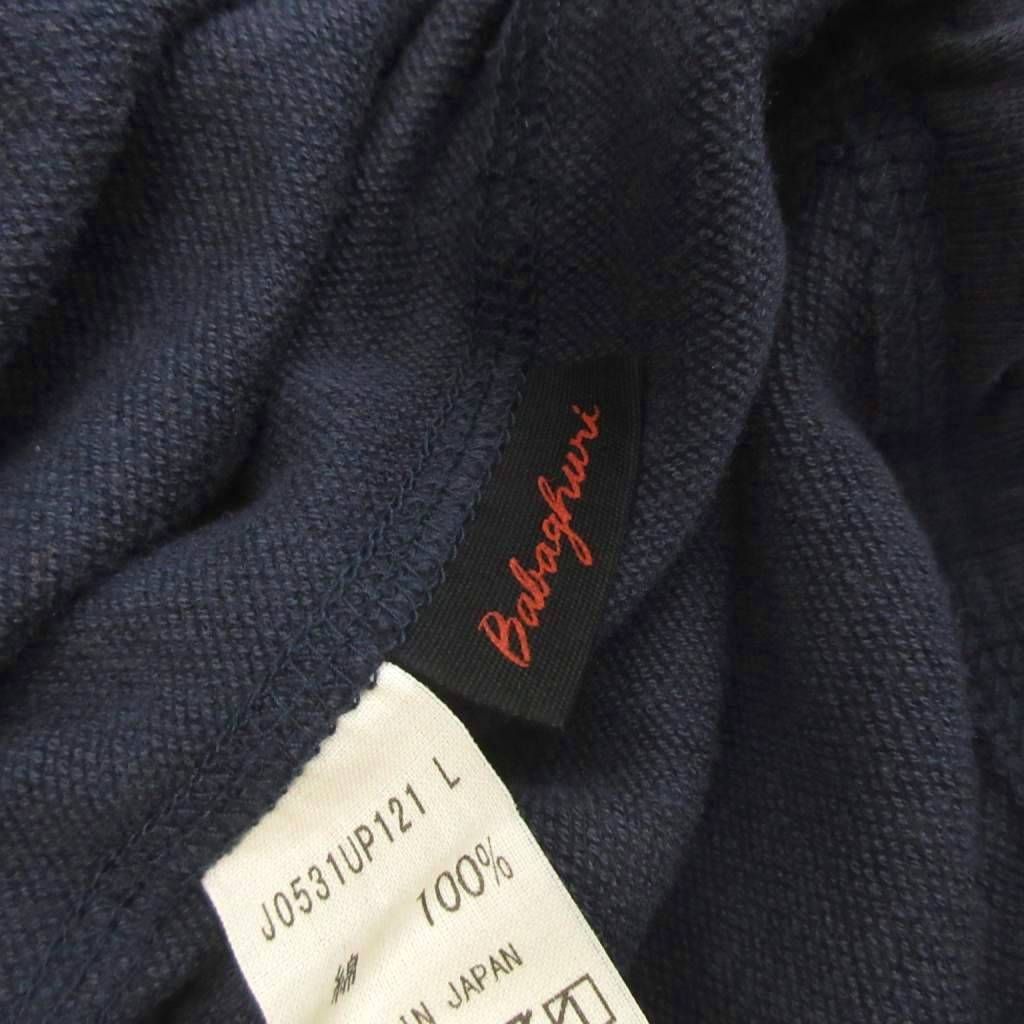 Babaghuri
J0531UP121 L
綿 100%
IN JAPAN